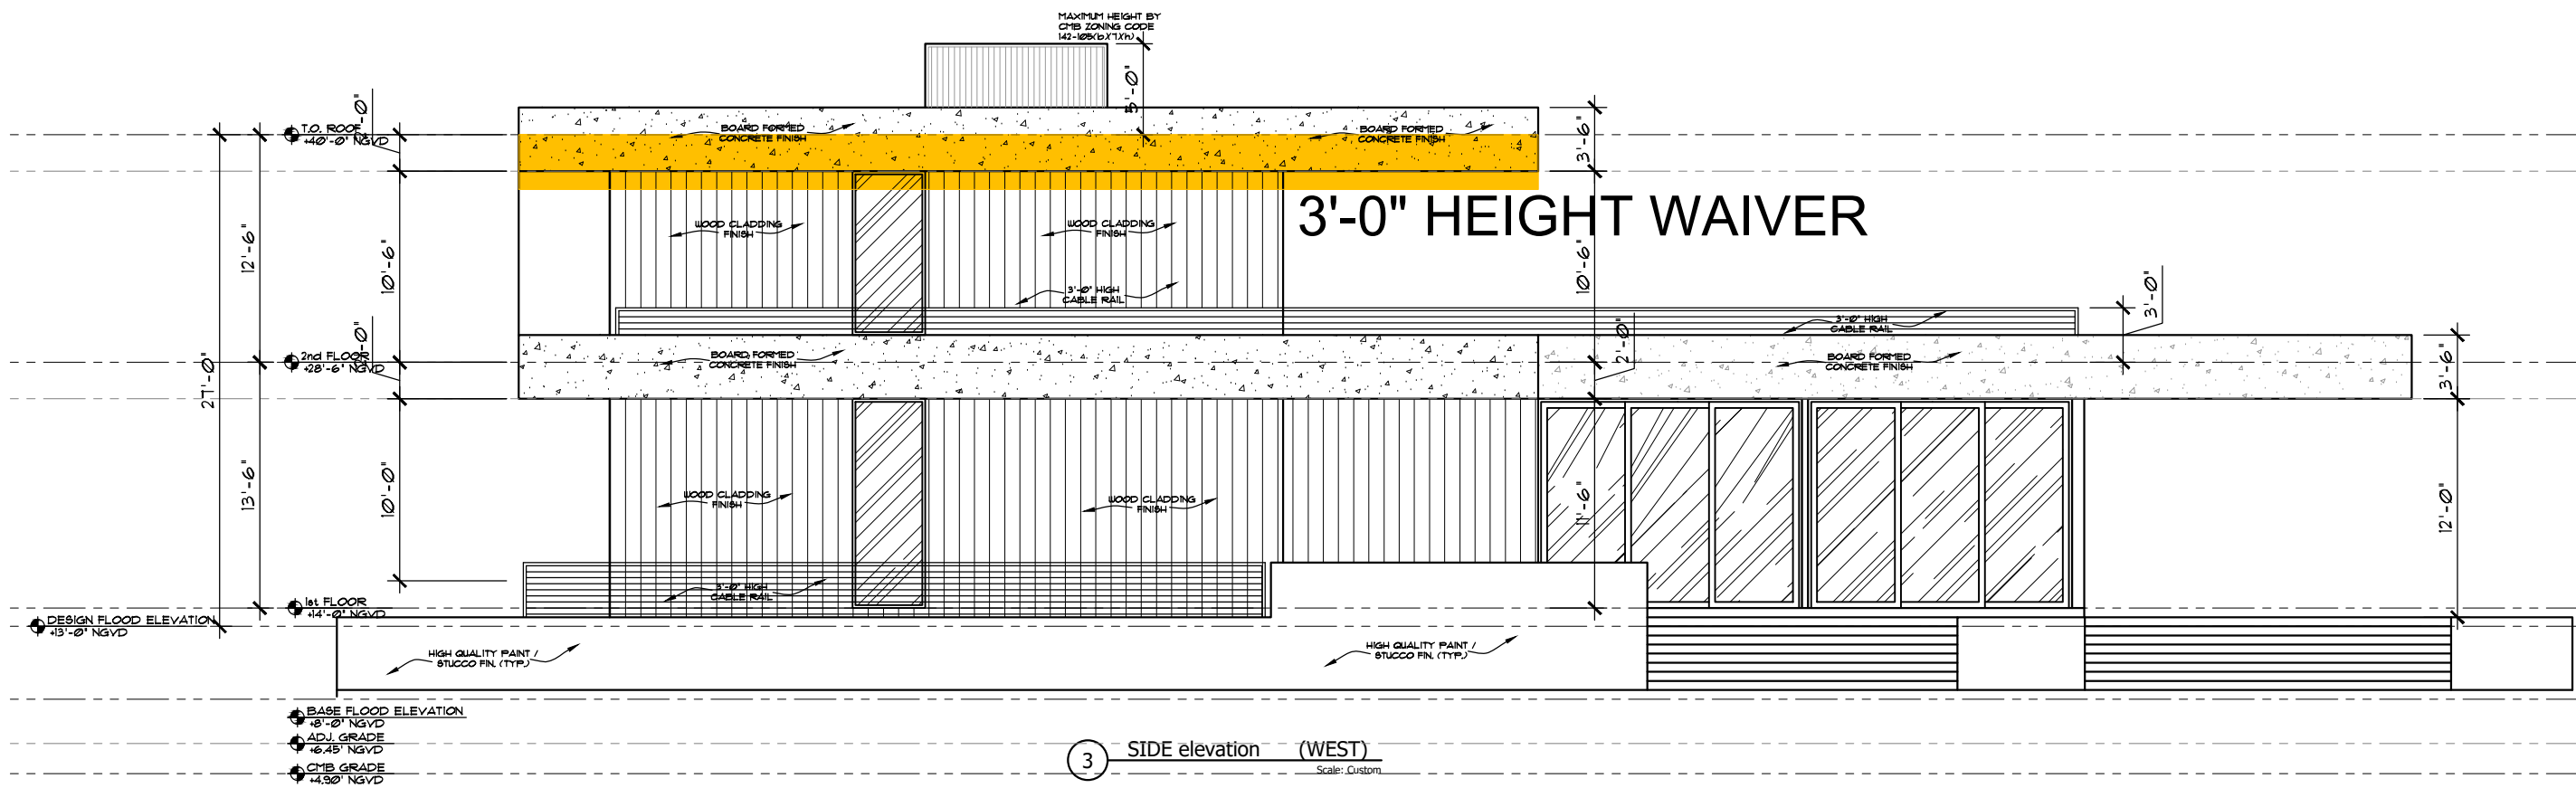 MAXIMUM HEIGHT BY
CMB ZONING CODE
142-105(b)(7)(h)
T.O. ROOF
+40'-0" NGVD
BOARD FORMED
CONCRETE FINISH
BOARD FORMED
CONCRETE FINISH
3'-6"
3'-0" HEIGHT WAIVER
WOOD CLADDING
FINISH
WOOD CLADDING
FINISH
12'-6"
10'-6"
10'-6"
3'-0" HIGH
CABLE RAIL
3'-0"
3'-0" HIGH
CABLE RAIL
2nd FLOOR
+28'-6" NGVD
BOARD FORMED
CONCRETE FINISH
2'-0"
BOARD FORMED
CONCRETE FINISH
3'-6"
27'-0"
13'-6"
10'-0"
WOOD CLADDING
FINISH
WOOD CLADDING
FINISH
11'-6"
12'-0"
3'-0" HIGH
CABLE RAIL
1st FLOOR
+14'-0" NGVD
DESIGN FLOOD ELEVATION
+13'-0" NGVD
HIGH QUALITY PAINT /
STUCCO FIN. (TYP.)
HIGH QUALITY PAINT /
STUCCO FIN. (TYP.)
BASE FLOOD ELEVATION
+8'-0" NGVD
ADJ. GRADE
+6.45' NGVD
CMB GRADE
+4.90' NGVD
3 SIDE elevation (WEST)
Scale: Custom